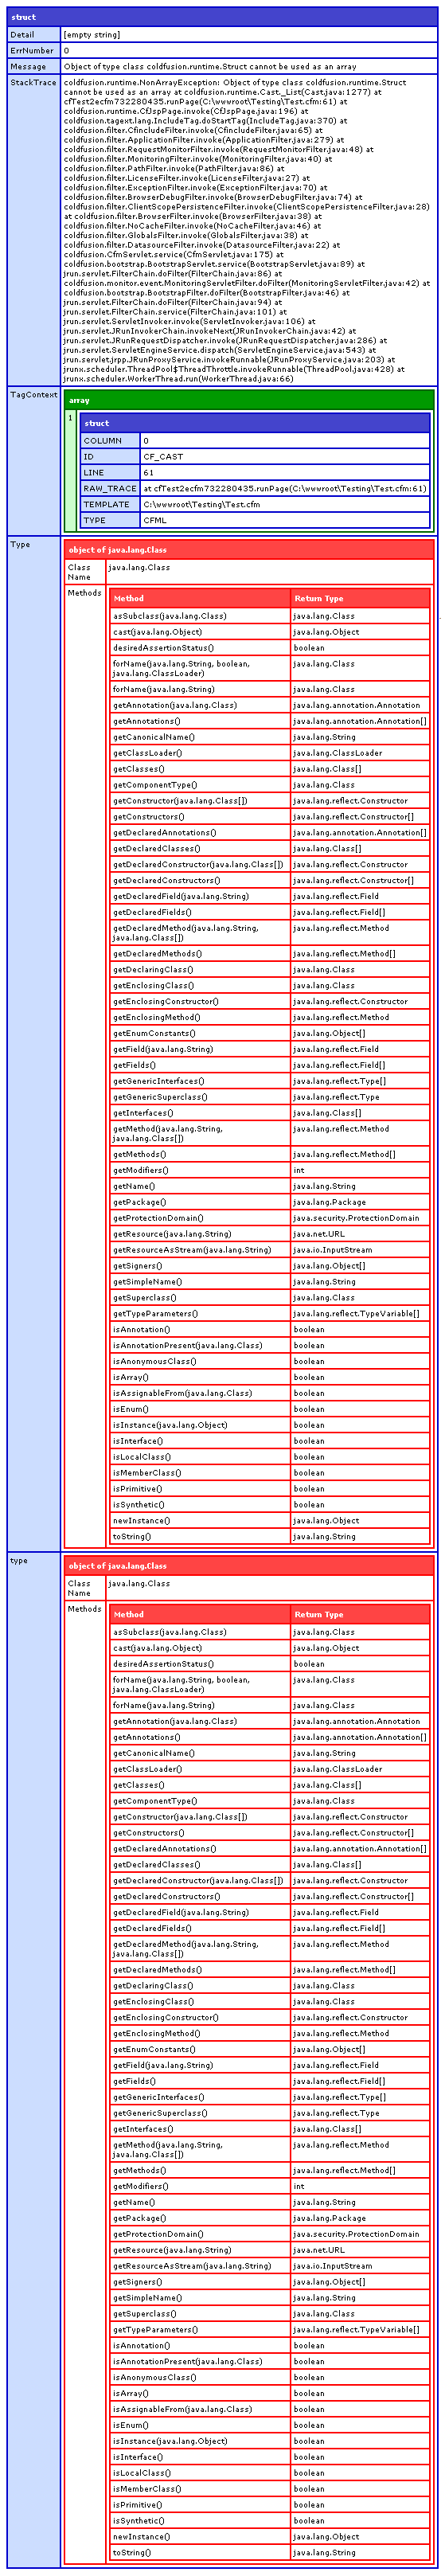 struct
Detail [empty string]
ErrNumber 0
Message Object of type class coldfusion.runtime.Struct cannot be used as an array
StackTrace coldfusion.runtime.NonArrayException: Object of type class coldfusion.runtime.Struct
cannot be used as an array at coldfusion.runtime.Cast._List(Cast.java:1277) at
cfTest2ecfm732280435.runPage(C:\wwwroot\Testing\Test.cfm:61) at
coldfusion.runtime.CfJspPage.invoke(CfJspPage.java:196) at
coldfusion.tagext.lang.IncludeTag.doStartTag(IncludeTag.java:370) at
coldfusion.filter.CfincludeFilter.invoke(CfincludeFilter.java:65) at
coldfusion.filter.ApplicationFilter.invoke(ApplicationFilter.java:279) at
coldfusion.filter.RequestMonitorFilter.invoke(RequestMonitorFilter.java:48) at
coldfusion.filter.MonitoringFilter.invoke(MonitoringFilter.java:40) at
coldfusion.filter.PathFilter.invoke(PathFilter.java:86) at
coldfusion.filter.LicenseFilter.invoke(LicenseFilter.java:27) at
coldfusion.filter.ExceptionFilter.invoke(ExceptionFilter.java:70) at
coldfusion.filter.BrowserDebugFilter.invoke(BrowserDebugFilter.java:74) at
coldfusion.filter.ClientScopePersistenceFilter.invoke(ClientScopePersistenceFilter.java:28)
at coldfusion.filter.BrowserFilter.invoke(BrowserFilter.java:38) at
coldfusion.filter.NoCacheFilter.invoke(NoCacheFilter.java:46) at
coldfusion.filter.GlobalsFilter.invoke(GlobalsFilter.java:38) at
coldfusion.filter.DatasourceFilter.invoke(DatasourceFilter.java:22) at
coldfusion.CfmServlet.service(CfmServlet.java:175) at
coldfusion.bootstrap.BootstrapServlet.service(BootstrapServlet.java:89) at
jrun.servlet.FilterChain.doFilter(FilterChain.java:86) at
coldfusion.monitor.event.MonitoringServletFilter.doFilter(MonitoringServletFilter.java:42) at
coldfusion.bootstrap.BootstrapFilter.doFilter(BootstrapFilter.java:46) at
jrun.servlet.FilterChain.doFilter(FilterChain.java:94) at
jrun.servlet.FilterChain.service(FilterChain.java:101) at
jrun.servlet.ServletInvoker.invoke(ServletInvoker.java:106) at
jrun.servlet.JRunInvokerChain.invokeNext(JRunInvokerChain.java:42) at
jrun.servlet.JRunRequestDispatcher.invoke(JRunRequestDispatcher.java:286) at
jrun.servlet.ServletEngineService.dispatch(ServletEngineService.java:543) at
jrun.servlet.jrpp.JRunProxyService.invokeRunnable(JRunProxyService.java:203) at
jrunx.scheduler.ThreadPool$ThreadThrottle.invokeRunnable(ThreadPool.java:428) at
jrunx.scheduler.WorkerThread.run(WorkerThread.java:66)
TagContext array
1 struct
COLUMN 0
ID CF_CAST
LINE 61
RAW_TRACE at cfTest2ecfm732280435.runPage(C:\wwwroot\Testing\Test.cfm:61)
TEMPLATE C:\wwwroot\Testing\Test.cfm
TYPE CFML
Type object of java.lang.Class
Class
Name java.lang.Class
Methods Method Return Type
asSubclass(java.lang.Class) java.lang.Class
cast(java.lang.Object) java.lang.Object
desiredAssertionStatus() boolean
forName(java.lang.String, boolean,
java.lang.ClassLoader) java.lang.Class
forName(java.lang.String) java.lang.Class
getAnnotation(java.lang.Class) java.lang.annotation.Annotation
getAnnotations() java.lang.annotation.Annotation[]
getCanonicalName() java.lang.String
getClassLoader() java.lang.ClassLoader
getClasses() java.lang.Class[]
getComponentType() java.lang.Class
getConstructor(java.lang.Class[]) java.lang.reflect.Constructor
getConstructors() java.lang.reflect.Constructor[]
getDeclaredAnnotations() java.lang.annotation.Annotation[]
getDeclaredClasses() java.lang.Class[]
getDeclaredConstructor(java.lang.Class[]) java.lang.reflect.Constructor
getDeclaredConstructors() java.lang.reflect.Constructor[]
getDeclaredField(java.lang.String) java.lang.reflect.Field
getDeclaredFields() java.lang.reflect.Field[]
getDeclaredMethod(java.lang.String,
java.lang.Class[]) java.lang.reflect.Method
getDeclaredMethods() java.lang.reflect.Method[]
getDeclaringClass() java.lang.Class
getEnclosingClass() java.lang.Class
getEnclosingConstructor() java.lang.reflect.Constructor
getEnclosingMethod() java.lang.reflect.Method
getEnumConstants() java.lang.Object[]
getField(java.lang.String) java.lang.reflect.Field
getFields() java.lang.reflect.Field[]
getGenericInterfaces() java.lang.reflect.Type[]
getGenericSuperclass() java.lang.reflect.Type
getInterfaces() java.lang.Class[]
getMethod(java.lang.String,
java.lang.Class[]) java.lang.reflect.Method
getMethods() java.lang.reflect.Method[]
getModifiers() int
getName() java.lang.String
getPackage() java.lang.Package
getProtectionDomain() java.security.ProtectionDomain
getResource(java.lang.String) java.net.URL
getResourceAsStream(java.lang.String) java.io.InputStream
getSigners() java.lang.Object[]
getSimpleName() java.lang.String
getSuperclass() java.lang.Class
getTypeParameters() java.lang.reflect.TypeVariable[]
isAnnotation() boolean
isAnnotationPresent(java.lang.Class) boolean
isAnonymousClass() boolean
isArray() boolean
isAssignableFrom(java.lang.Class) boolean
isEnum() boolean
isInstance(java.lang.Object) boolean
isInterface() boolean
isLocalClass() boolean
isMemberClass() boolean
isPrimitive() boolean
isSynthetic() boolean
newInstance() java.lang.Object
toString() java.lang.String
type object of java.lang.Class
Class
Name java.lang.Class
Methods Method Return Type
asSubclass(java.lang.Class) java.lang.Class
cast(java.lang.Object) java.lang.Object
desiredAssertionStatus() boolean
forName(java.lang.String, boolean,
java.lang.ClassLoader) java.lang.Class
forName(java.lang.String) java.lang.Class
getAnnotation(java.lang.Class) java.lang.annotation.Annotation
getAnnotations() java.lang.annotation.Annotation[]
getCanonicalName() java.lang.String
getClassLoader() java.lang.ClassLoader
getClasses() java.lang.Class[]
getComponentType() java.lang.Class
getConstructor(java.lang.Class[]) java.lang.reflect.Constructor
getConstructors() java.lang.reflect.Constructor[]
getDeclaredAnnotations() java.lang.annotation.Annotation[]
getDeclaredClasses() java.lang.Class[]
getDeclaredConstructor(java.lang.Class[]) java.lang.reflect.Constructor
getDeclaredConstructors() java.lang.reflect.Constructor[]
getDeclaredField(java.lang.String) java.lang.reflect.Field
getDeclaredFields() java.lang.reflect.Field[]
getDeclaredMethod(java.lang.String,
java.lang.Class[]) java.lang.reflect.Method
getDeclaredMethods() java.lang.reflect.Method[]
getDeclaringClass() java.lang.Class
getEnclosingClass() java.lang.Class
getEnclosingConstructor() java.lang.reflect.Constructor
getEnclosingMethod() java.lang.reflect.Method
getEnumConstants() java.lang.Object[]
getField(java.lang.String) java.lang.reflect.Field
getFields() java.lang.reflect.Field[]
getGenericInterfaces() java.lang.reflect.Type[]
getGenericSuperclass() java.lang.reflect.Type
getInterfaces() java.lang.Class[]
getMethod(java.lang.String,
java.lang.Class[]) java.lang.reflect.Method
getMethods() java.lang.reflect.Method[]
getModifiers() int
getName() java.lang.String
getPackage() java.lang.Package
getProtectionDomain() java.security.ProtectionDomain
getResource(java.lang.String) java.net.URL
getResourceAsStream(java.lang.String) java.io.InputStream
getSigners() java.lang.Object[]
getSimpleName() java.lang.String
getSuperclass() java.lang.Class
getTypeParameters() java.lang.reflect.TypeVariable[]
isAnnotation() boolean
isAnnotationPresent(java.lang.Class) boolean
isAnonymousClass() boolean
isArray() boolean
isAssignableFrom(java.lang.Class) boolean
isEnum() boolean
isInstance(java.lang.Object) boolean
isInterface() boolean
isLocalClass() boolean
isMemberClass() boolean
isPrimitive() boolean
isSynthetic() boolean
newInstance() java.lang.Object
toString() java.lang.String